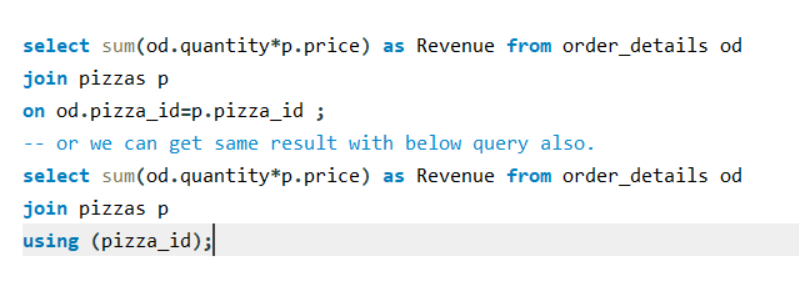 select sum(od.quantity*p.price) as Revenue from order_details od
join pizzas p
on od.pizza_id=p.pizza_id ;
-- or we can get same result with below query also.
select sum(od.quantity*p.price) as Revenue from order_details od
join pizzas p
using (pizza_id);